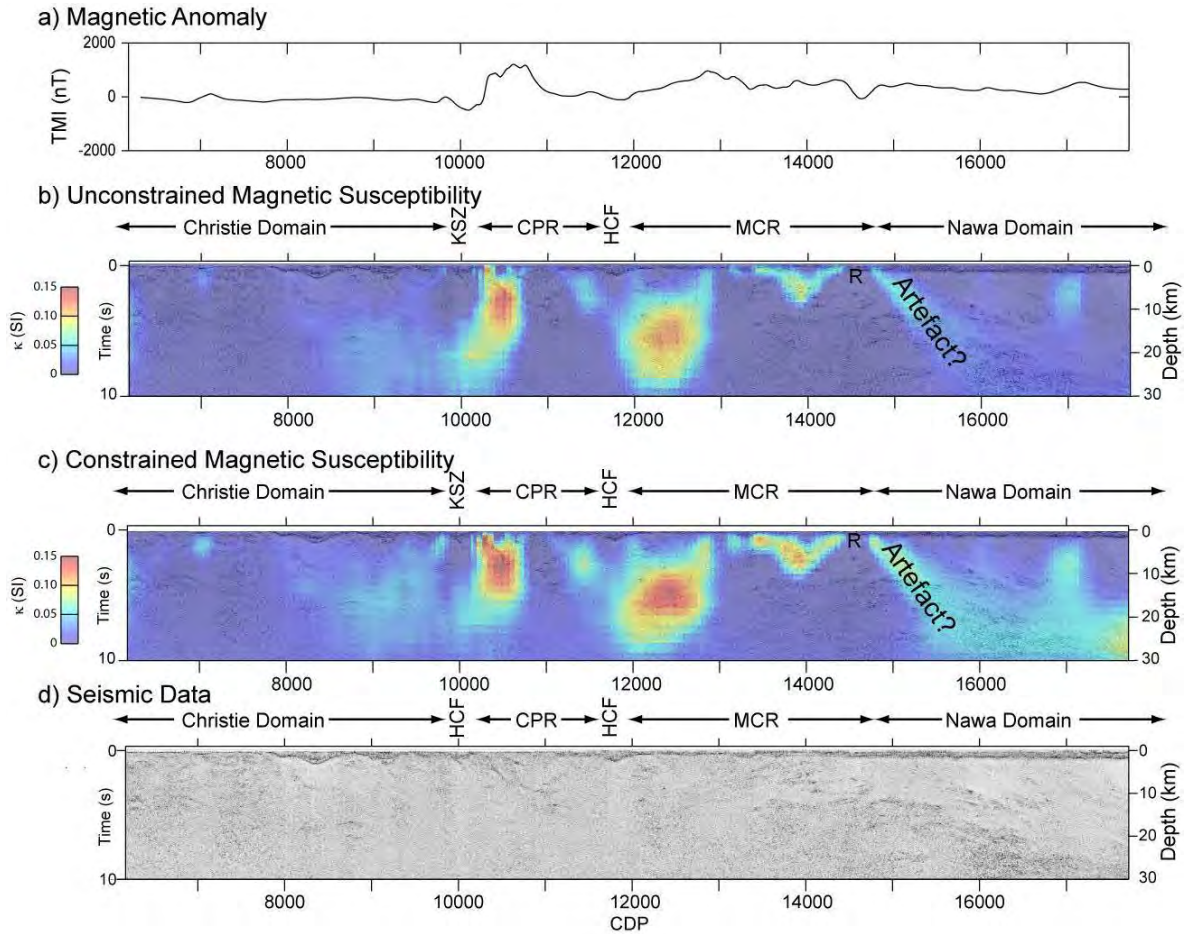 a) Magnetic Anomaly
2000
0
-2000
TMI (nT)
8000 10000 12000 14000 16000
b) Unconstrained Magnetic Susceptibility
Christie Domain KSZ CPR HCF MCR Nawa Domain
0.15
0.10
0.05
0
κ (SI)
0
10
Time (s)
R
Artefact?
0
10
20
30
Depth (km)
8000 10000 12000 14000 16000
c) Constrained Magnetic Susceptibility
Christie Domain KSZ CPR HCF MCR Nawa Domain
0.15
0.10
0.05
0
κ (SI)
0
10
Time (s)
R
Artefact?
0
10
20
30
Depth (km)
8000 10000 12000 14000 16000
d) Seismic Data
Christie Domain HCF CPR HCF MCR Nawa Domain
0
10
Time (s)
0
10
20
30
Depth (km)
8000 10000 12000 14000 16000
CDP